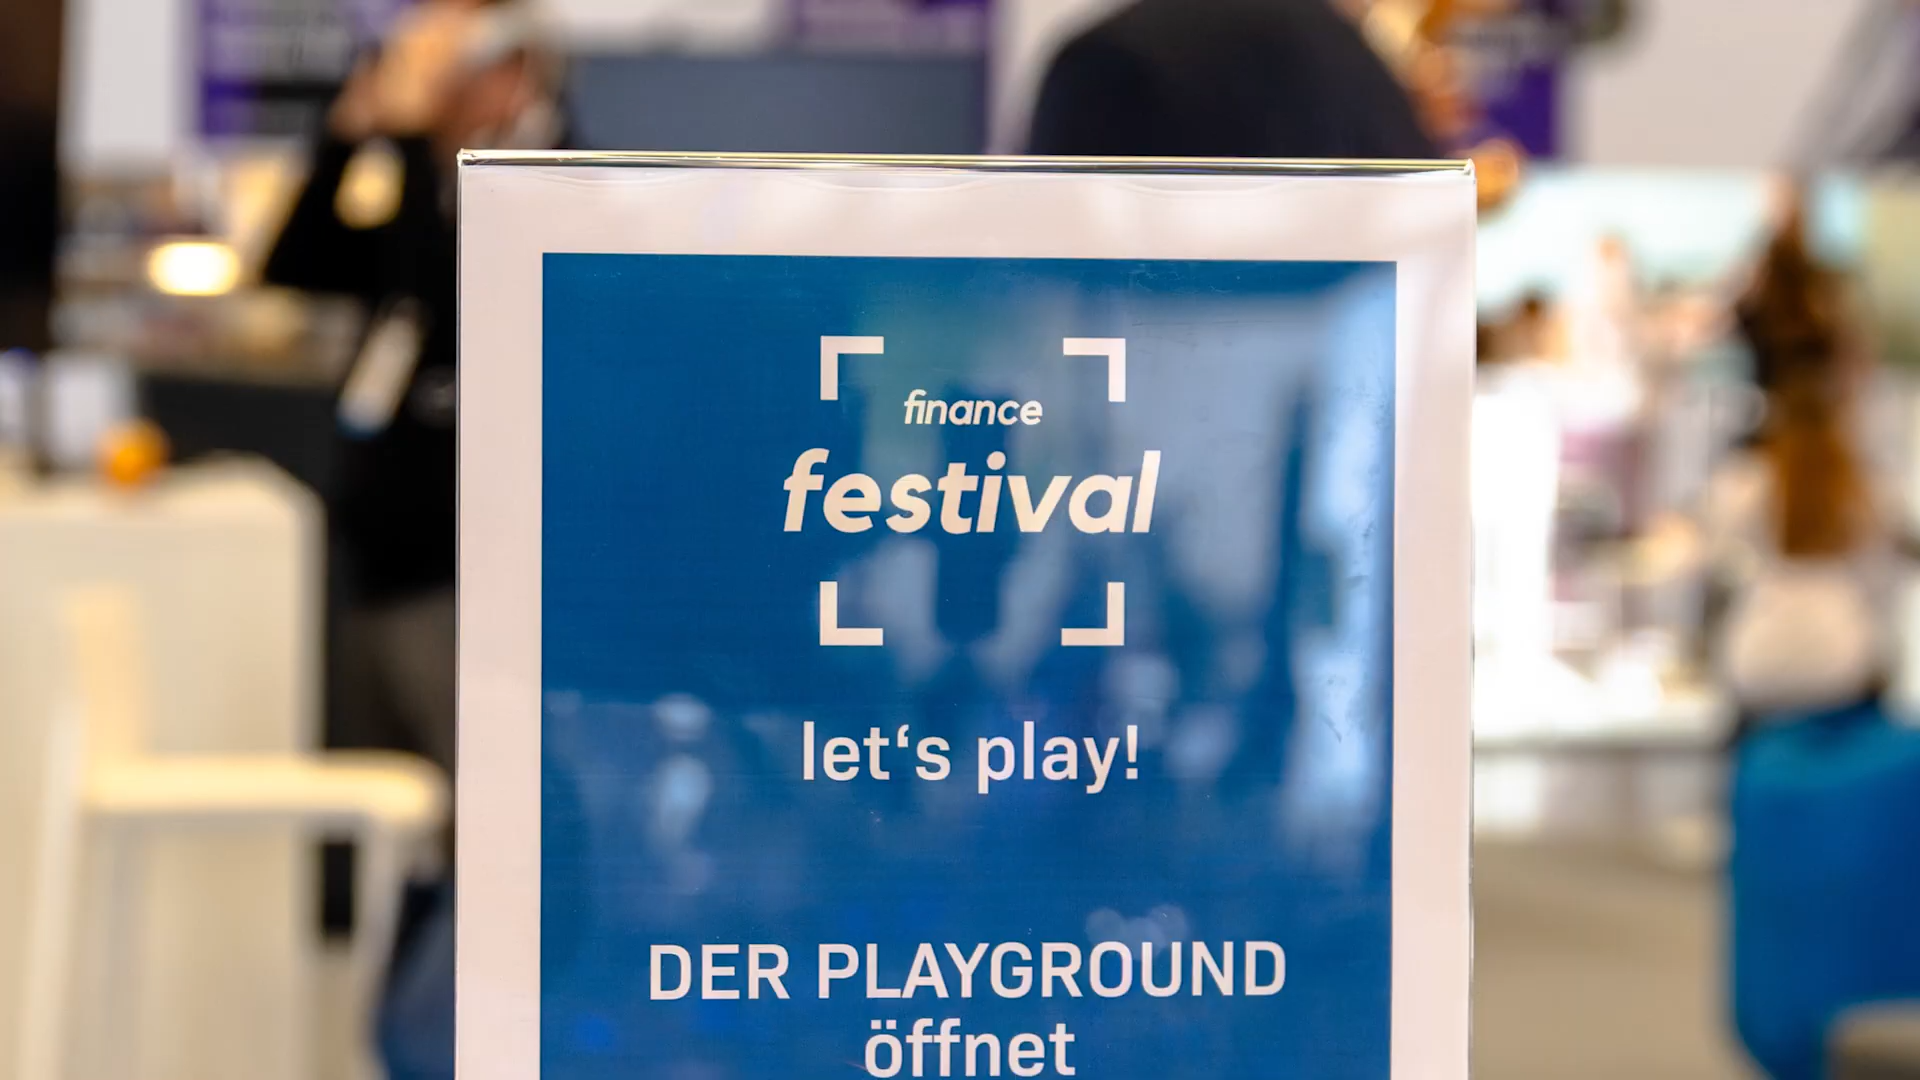 finance
festival
let‘s play!
DER PLAYGROUND
öffnet